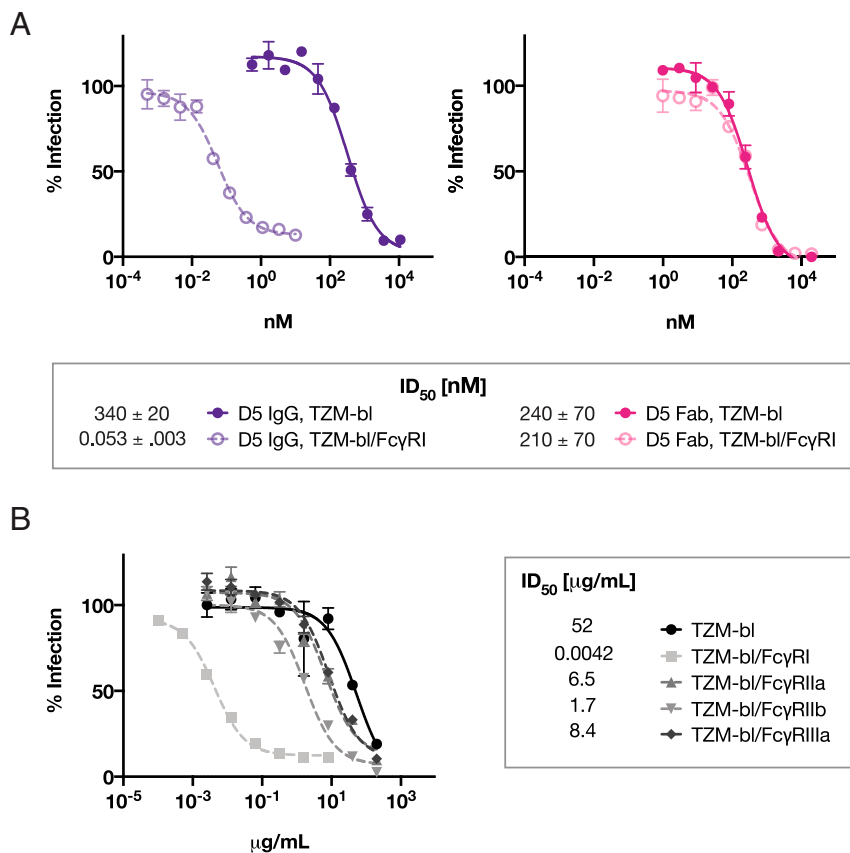 A
% Infection
100
50
0
10⁻⁴ 10⁻² 10⁰ 10² 10⁴
nM
% Infection
100
50
0
10⁻⁴ 10⁻² 10⁰ 10² 10⁴
nM
ID₅₀ [nM]
340 ± 20 D5 IgG, TZM-bl 240 ± 70 D5 Fab, TZM-bl
0.053 ± .003 D5 IgG, TZM-bl/FcγRI 210 ± 70 D5 Fab, TZM-bl/FcγRI
B
% Infection
100
50
0
10⁻⁵ 10⁻³ 10⁻¹ 10¹ 10³
μg/mL
ID₅₀ [μg/mL]
52 TZM-bl
0.0042 TZM-bl/FcγRI
6.5 TZM-bl/FcγRIIa
1.7 TZM-bl/FcγRIIb
8.4 TZM-bl/FcγRIIIa